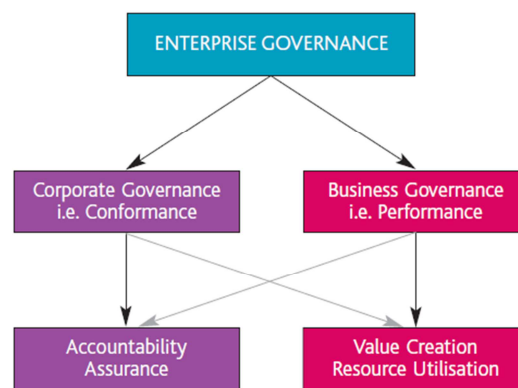 ENTERPRISE GOVERNANCE
Corporate Governance
i.e. Conformance
Business Governance
i.e. Performance
Accountability
Assurance
Value Creation
Resource Utilisation